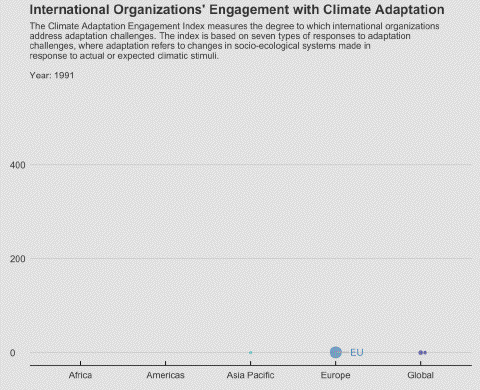 International Organizations' Engagement with Climate Adaptation
The Climate Adaptation Engagement Index measures the degree to which international organizations
address adaptation challenges. The index is based on seven types of responses to adaptation
challenges, where adaptation refers to changes in socio-ecological systems made in
response to actual or expected climatic stimuli.
Year: 1991
400
200
0
EU
Africa Americas Asia Pacific Europe Global